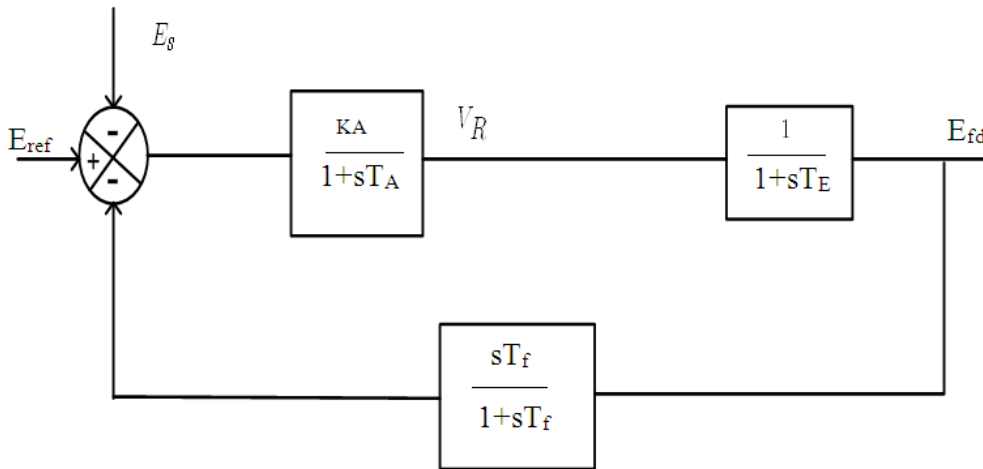 E_s
E_ref
+
-
-
KA
1+sT_A
V_R
1
1+sT_E
E_fd
sT_f
1+sT_f